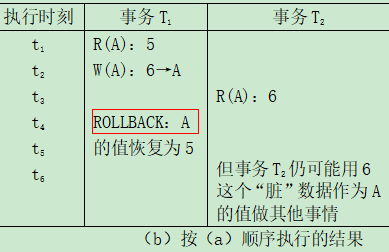 执行时刻 事务T₁ 事务T₂
t₁ R(A): 5
t₂ W(A): 6→A
t₃ R(A): 6
t₄ ROLLBACK: A
t₅ 的值恢复为5
t₆ 但事务T₂仍可能用6
这个“脏”数据作为A
的值做其他事情
(b)按(a)顺序执行的结果